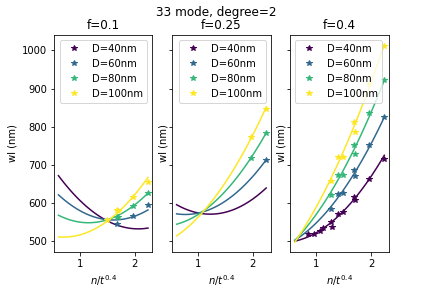 33 mode, degree=2
f=0.1
wl (nm)
1000
900
800
700
600
500
D=40nm
D=60nm
D=80nm
D=100nm
1 2
n/t^0.4
f=0.25
wl (nm)
D=40nm
D=60nm
D=80nm
D=100nm
1 2
n/t^0.4
f=0.4
wl (nm)
D=40nm
D=60nm
D=80nm
D=100nm
1 2
n/t^0.4